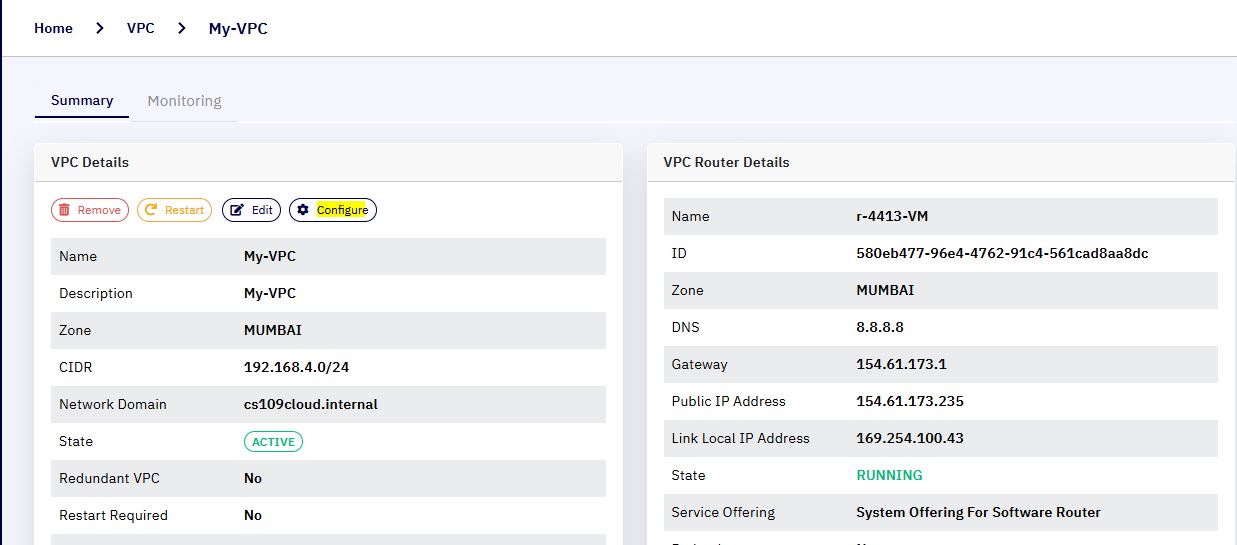 Home > VPC > My-VPC
Summary Monitoring
VPC Details
Remove Restart Edit Configure
Name My-VPC
Description My-VPC
Zone MUMBAI
CIDR 192.168.4.0/24
Network Domain cs109cloud.internal
State ACTIVE
Redundant VPC No
Restart Required No
VPC Router Details
Name r-4413-VM
ID 580eb477-96e4-4762-91c4-561cad8aa8dc
Zone MUMBAI
DNS 8.8.8.8
Gateway 154.61.173.1
Public IP Address 154.61.173.235
Link Local IP Address 169.254.100.43
State RUNNING
Service Offering System Offering For Software Router